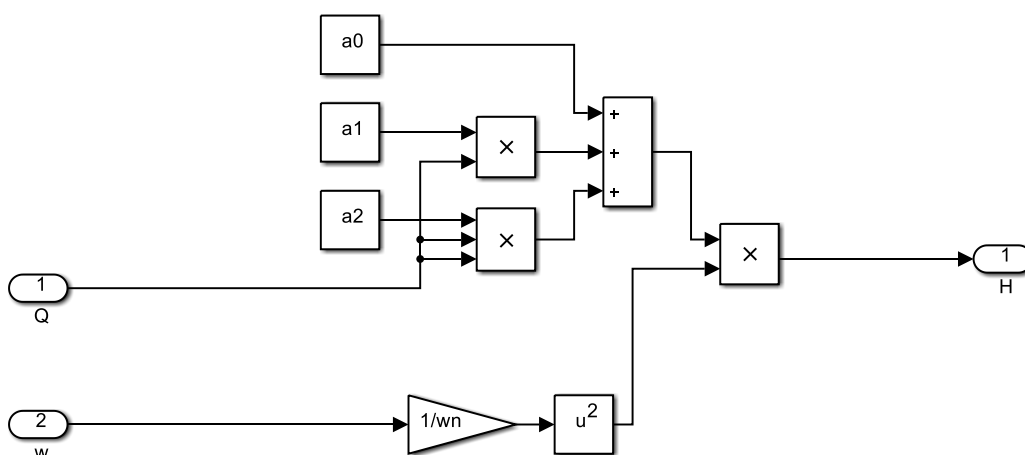 a0
+
a1
×
+
+
a2
×
×
1
Q
1
H
2
w
1/wn
u²